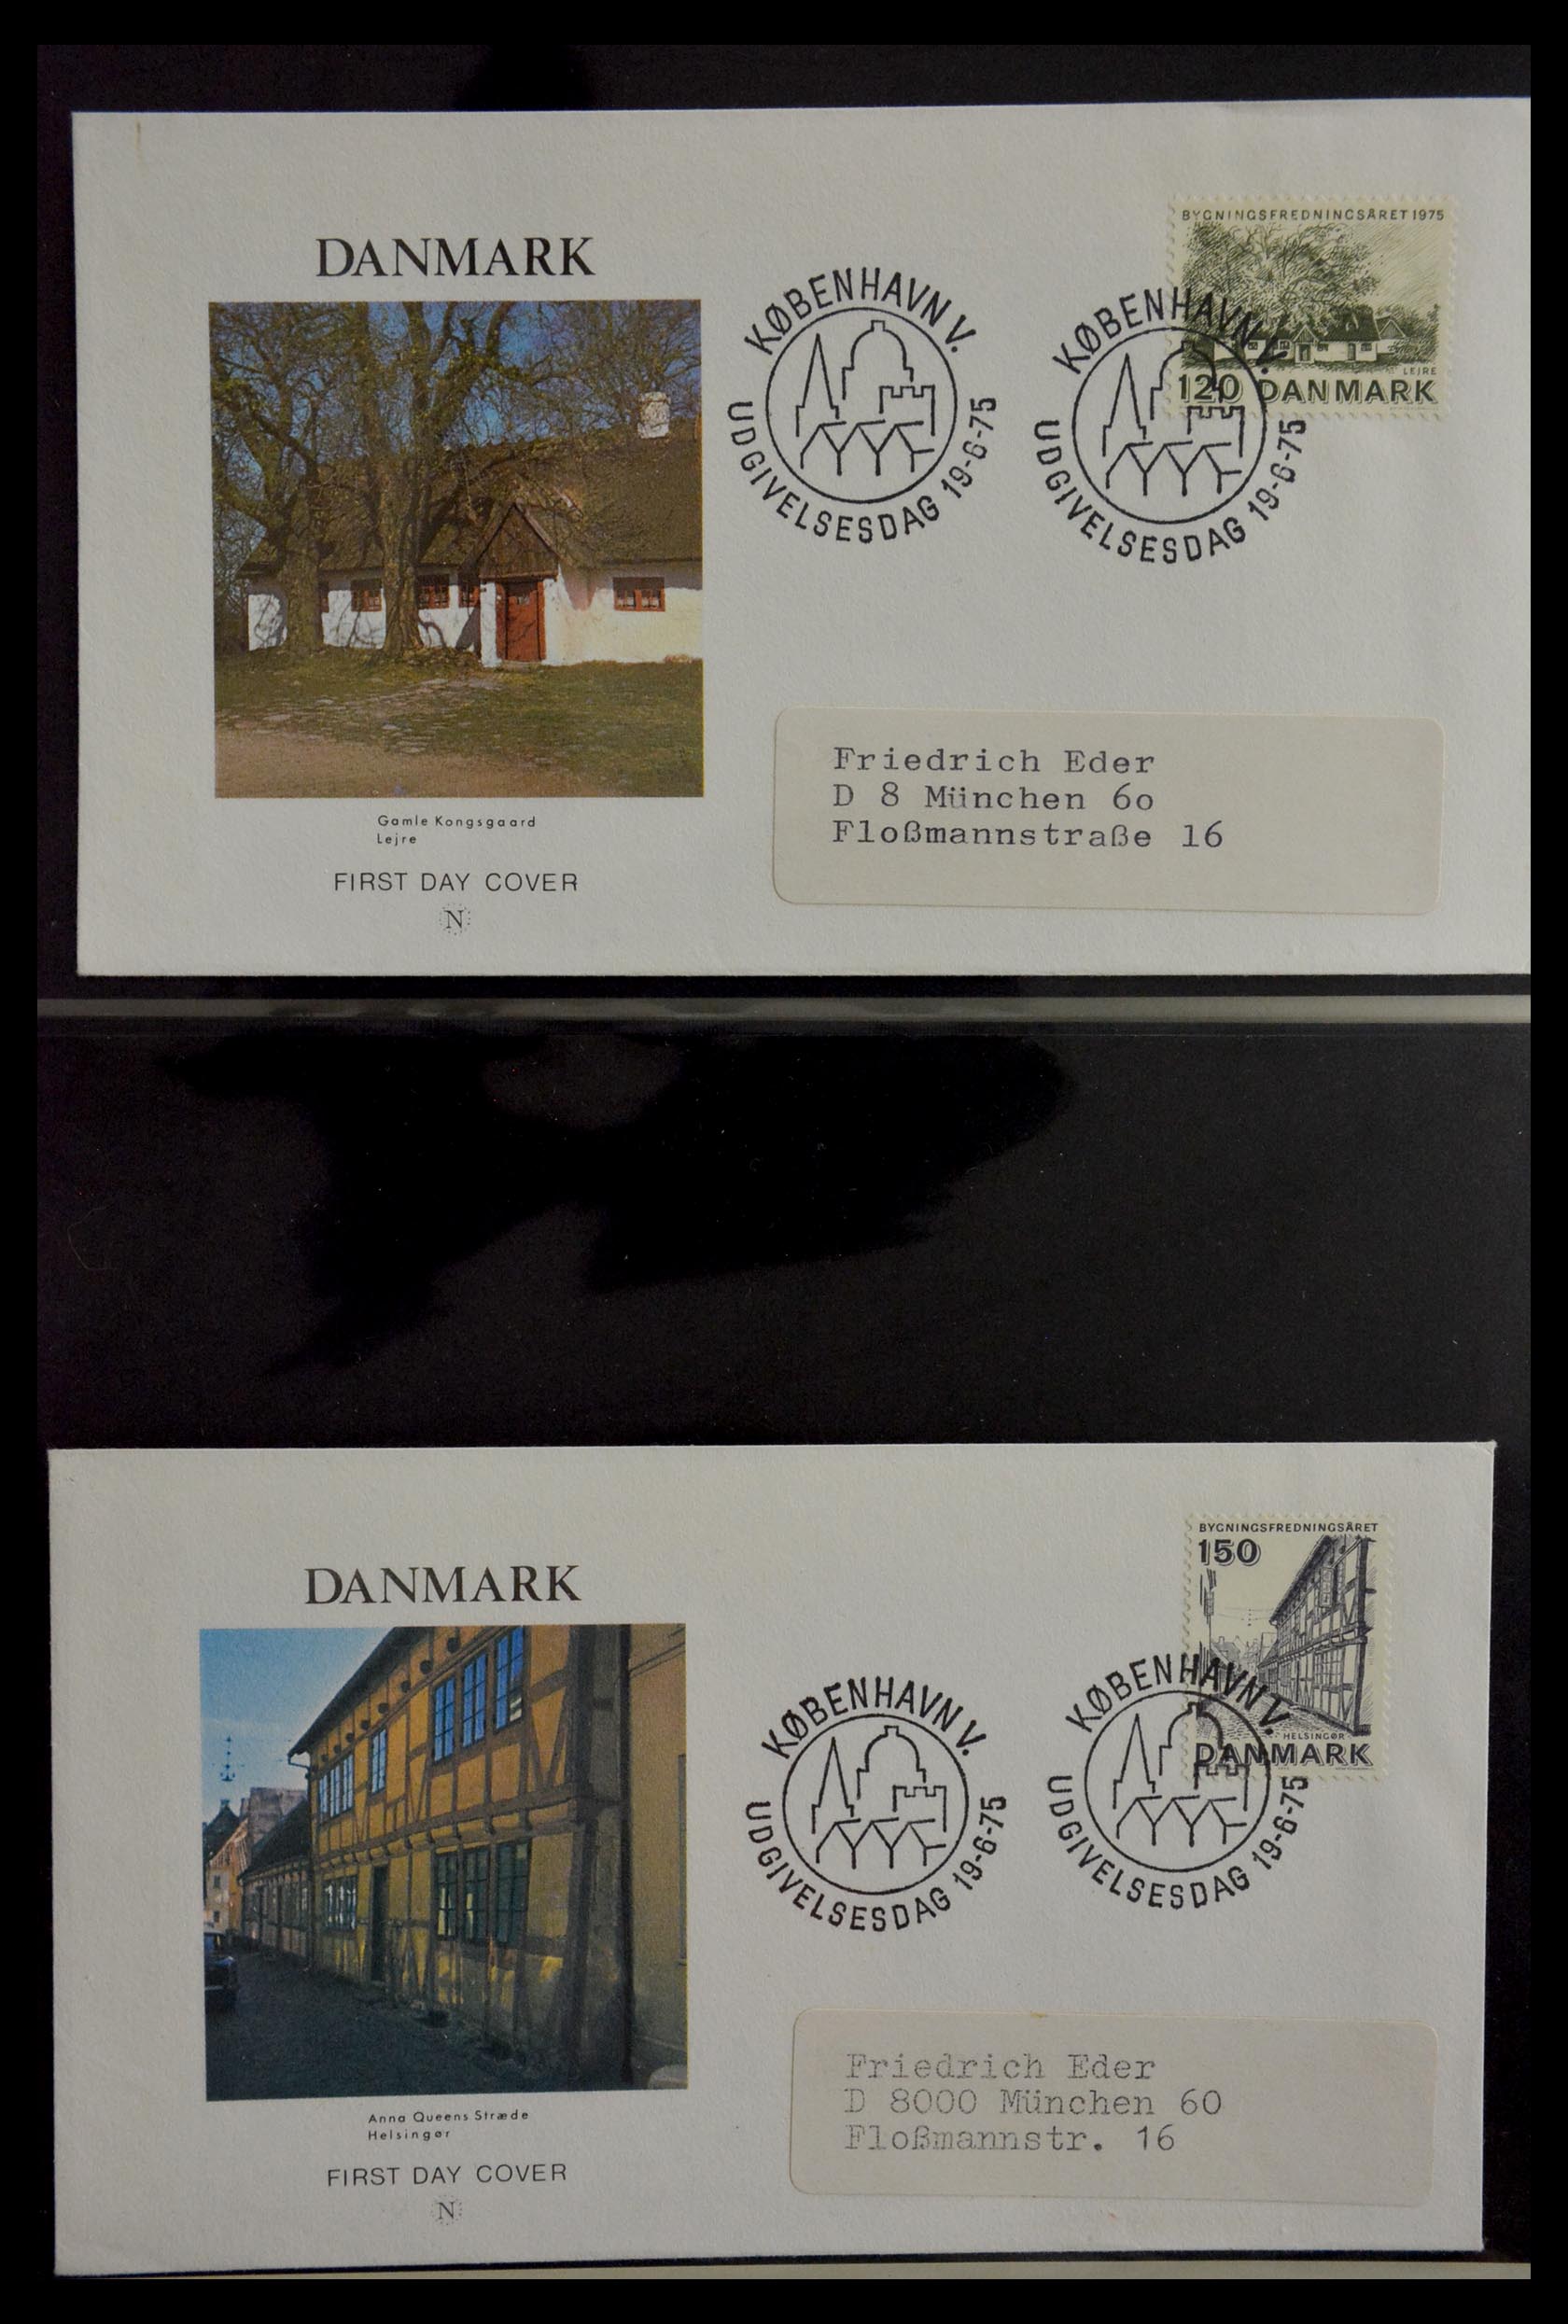 DANMARK
Gamle Kongsgaard
Lejre
FIRST DAY COVER
N
KØBENHAVN V.
UDGIVELSESDAG 19-6-75
KØBENHAVN V.
UDGIVELSESDAG 19-6-75
BYGNINGSFREDNINGSÅRET 1975
LEJRE
120 DANMARK
Friedrich Eder
D 8 München 60
Floßmannstraße 16
DANMARK
Anna Queens Stræde
Helsingør
FIRST DAY COVER
N
KØBENHAVN V.
UDGIVELSESDAG 19-6-75
KØBENHAVN V.
UDGIVELSESDAG 19-6-75
BYGNINGSFREDNINGSÅRET
150
HELSINGØR
DANMARK
Friedrich Eder
D 8000 München 60
Floßmannstr. 16